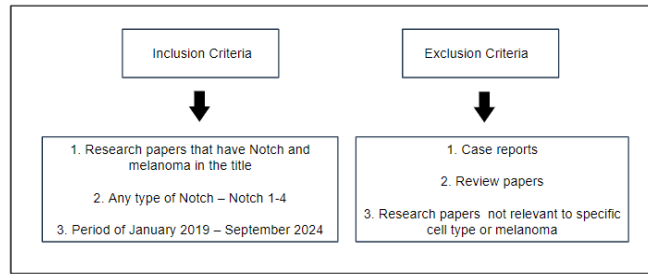 Inclusion Criteria
Exclusion Criteria
1. Research papers that have Notch and
melanoma in the title
2. Any type of Notch – Notch 1-4
3. Period of January 2019 – September 2024
1. Case reports
2. Review papers
3. Research papers not relevant to specific
cell type or melanoma